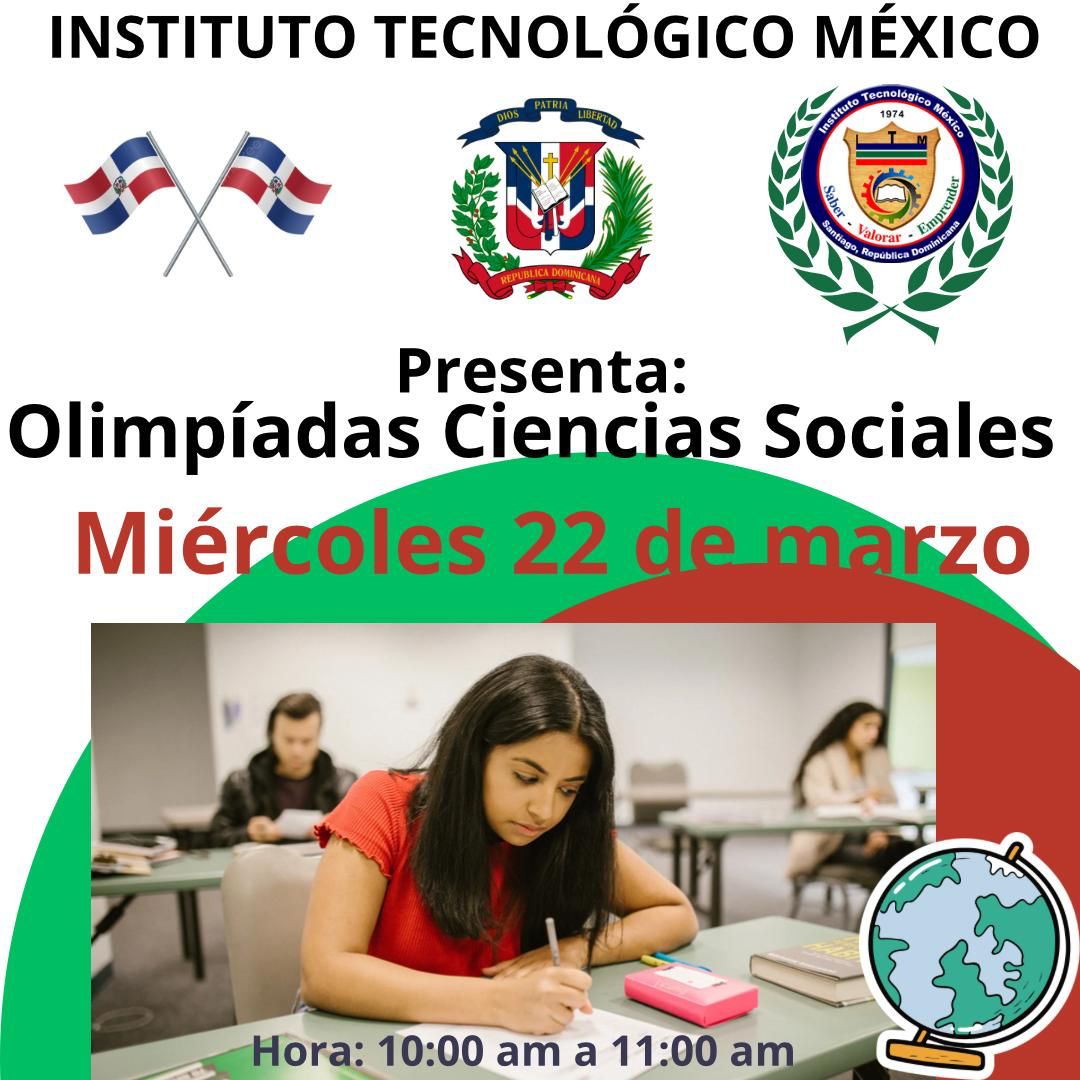 INSTITUTO TECNOLÓGICO MÉXICO
DIOS PATRIA LIBERTAD
REPUBLICA DOMINICANA
Instituto Tecnológico México
1974
I T M
Saber - Valorar - Emprender
Santiago, República Dominicana
Presenta:
Olimpíadas Ciencias Sociales
Miércoles 22 de marzo
Hora: 10:00 am a 11:00 am